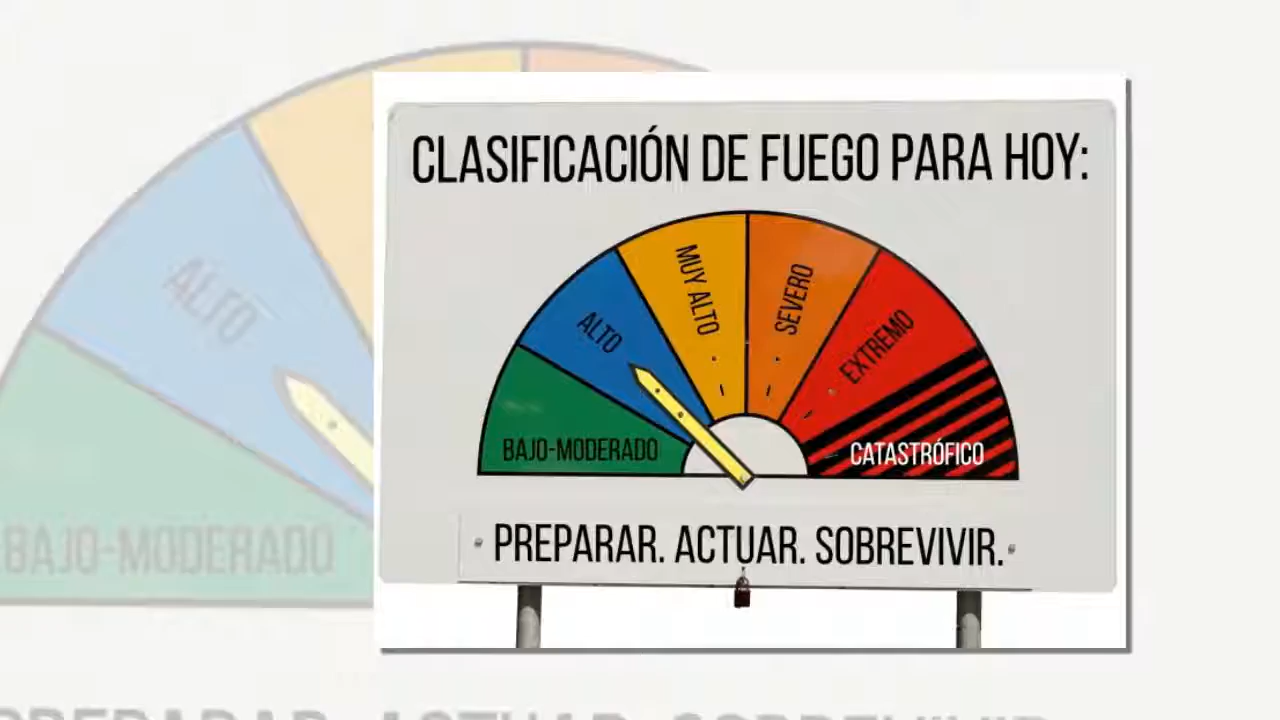 CLASIFICACIÓN DE FUEGO PARA HOY:
BAJO-MODERADO
ALTO
MUY ALTO
SEVERO
EXTREMO
CATASTRÓFICO
PREPARAR. ACTUAR. SOBREVIVIR.
ALTO
BAJO-MODERADO